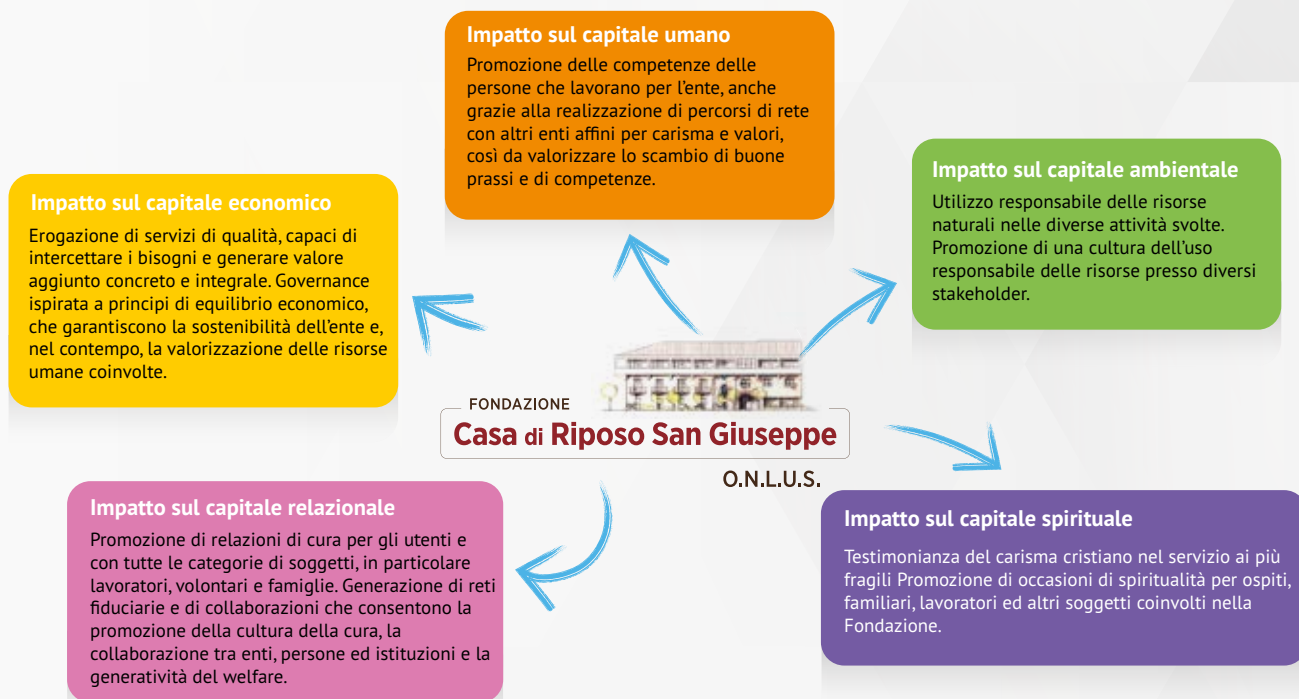 Impatto sul capitale umano
Promozione delle competenze delle
persone che lavorano per l'ente, anche
grazie alla realizzazione di percorsi di rete
con altri enti affini per carisma e valori,
così da valorizzare lo scambio di buone
prassi e di competenze.
Impatto sul capitale ambientale
Utilizzo responsabile delle risorse
naturali nelle diverse attività svolte.
Promozione di una cultura dell'uso
responsabile delle risorse presso diversi
stakeholder.
Impatto sul capitale economico
Erogazione di servizi di qualità, capaci di
intercettare i bisogni e generare valore
aggiunto concreto e integrale. Governance
ispirata a principi di equilibrio economico,
che garantiscono la sostenibilità dell'ente e,
nel contempo, la valorizzazione delle risorse
umane coinvolte.
FONDAZIONE
Casa di Riposo San Giuseppe
O.N.L.U.S.
Impatto sul capitale relazionale
Promozione di relazioni di cura per gli utenti e
con tutte le categorie di soggetti, in particolare
lavoratori, volontari e famiglie. Generazione di reti
fiduciarie e di collaborazioni che consentono la
promozione della cultura della cura, la
collaborazione tra enti, persone ed istituzioni e la
generatività del welfare.
Impatto sul capitale spirituale
Testimonianza del carisma cristiano nel servizio ai più
fragili Promozione di occasioni di spiritualità per ospiti,
familiari, lavoratori ed altri soggetti coinvolti nella
Fondazione.